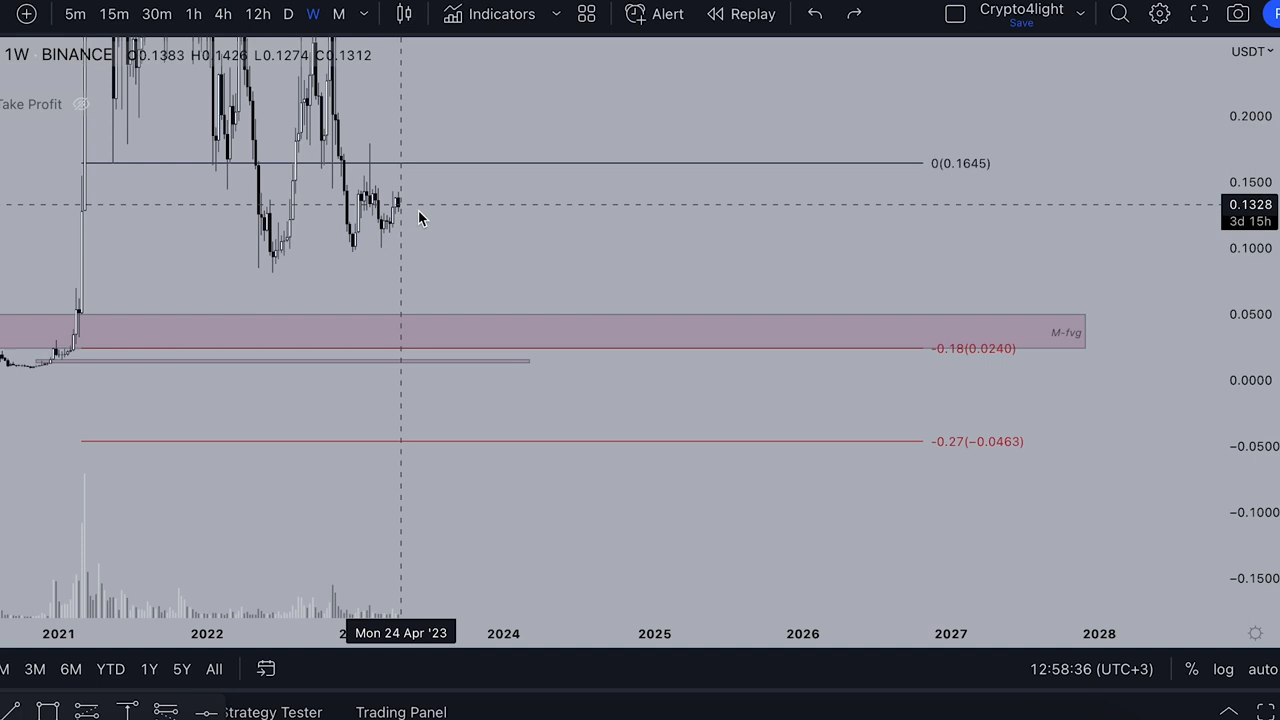 5m 15m 30m 1h 4h 12h D W M Indicators Alert Replay Crypto4light
Save
1W BINANCE O0.1383 H0.1426 L0.1274 C0.1312 USDT
Take Profit
0.2000
0(0.1645)
0.1500
0.1328
3d 15h
0.1000
0.0500
M-fvg
-0.18(0.0240)
0.0000
-0.27(−0.0463)
−0.0500
−0.1000
−0.1500
2021 2022 Mon 24 Apr '23 2024 2025 2026 2027 2028
M 3M 6M YTD 1Y 5Y All 12:58:36 (UTC+3) % log auto
Strategy Tester Trading Panel